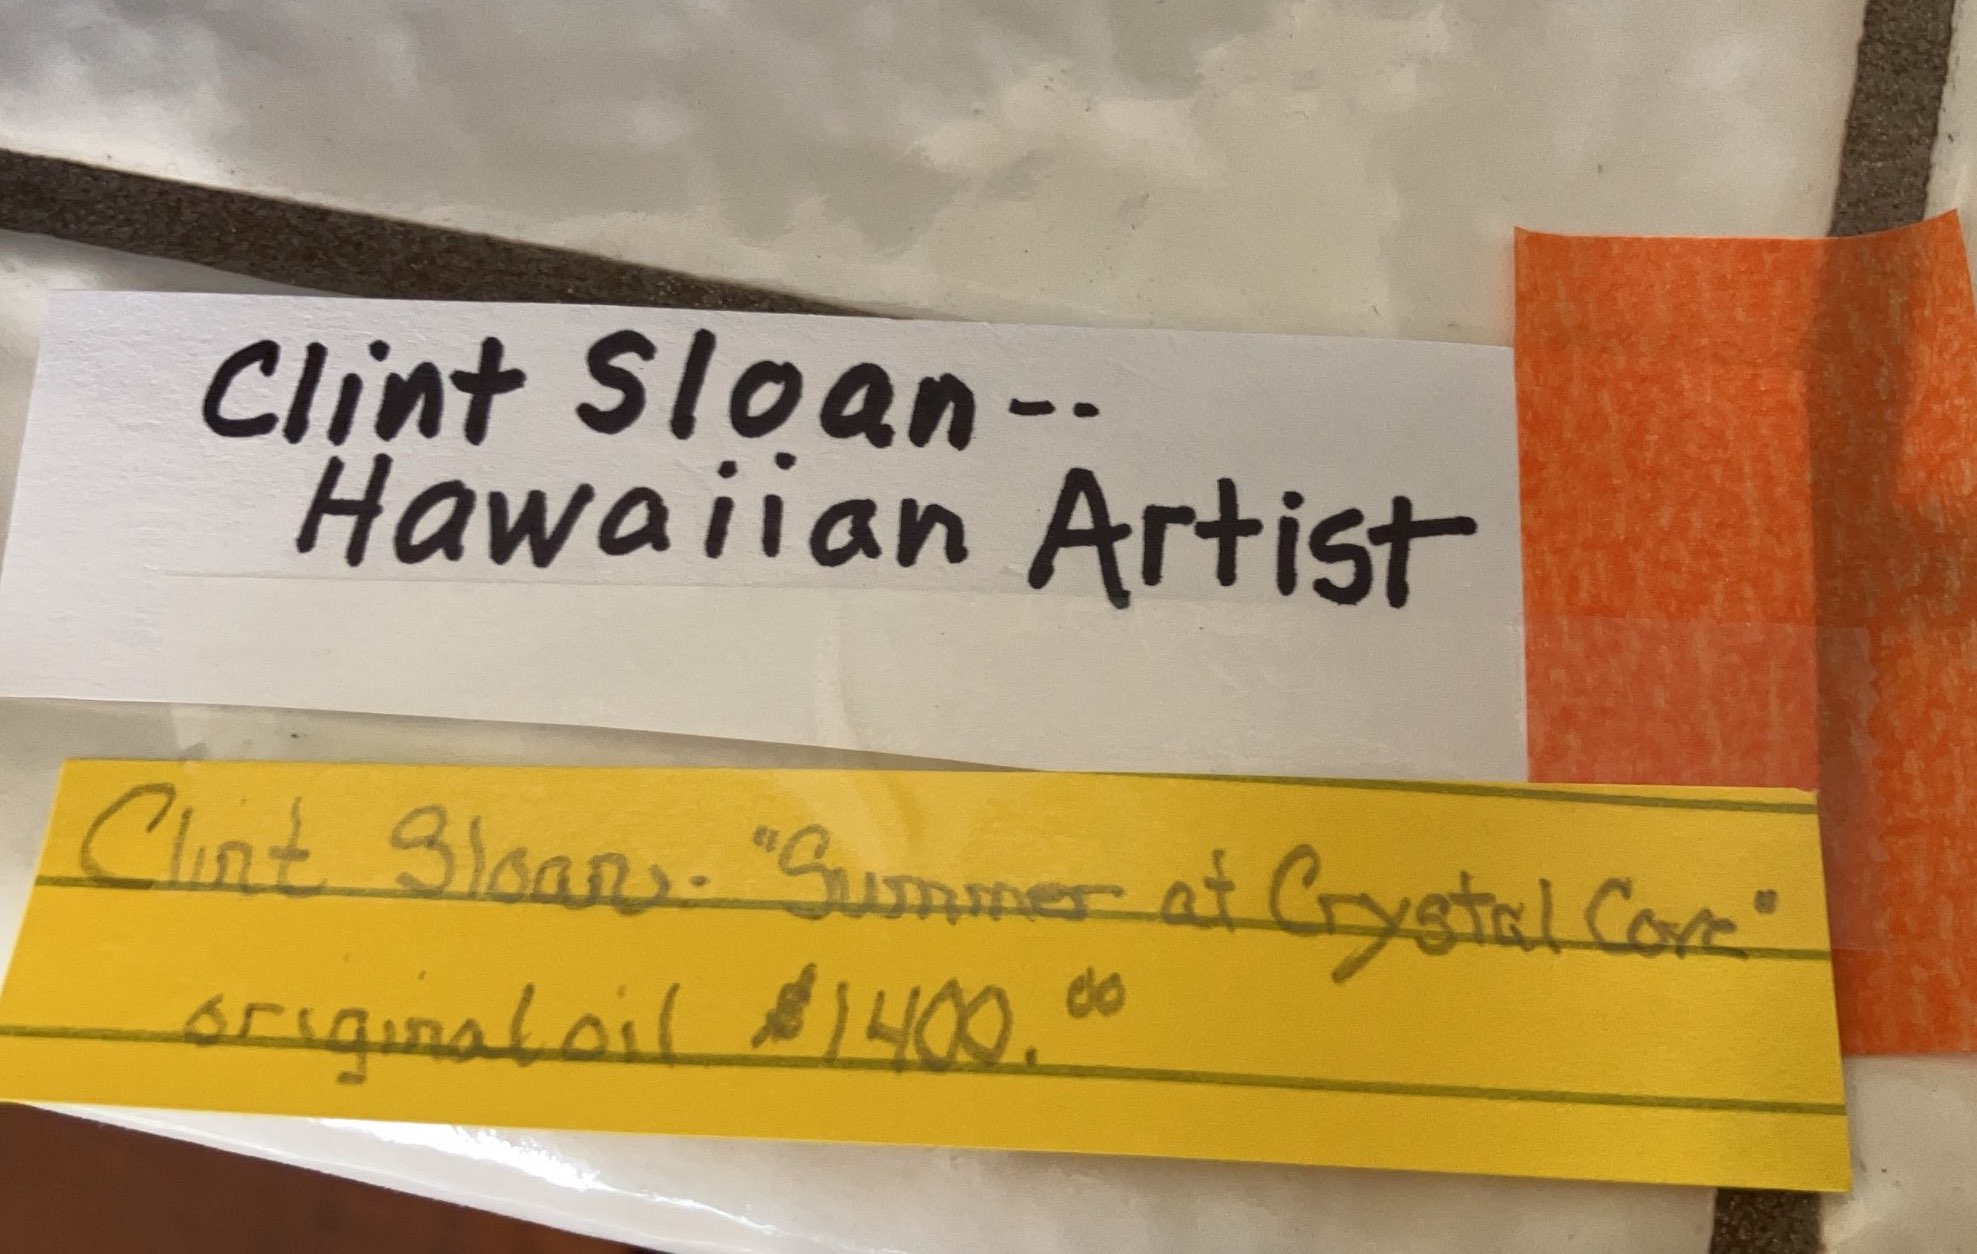 Clint Sloan--
Hawaiian Artist
Clint Sloan. "Summer at Crystal Cove"
original oil $1400.00